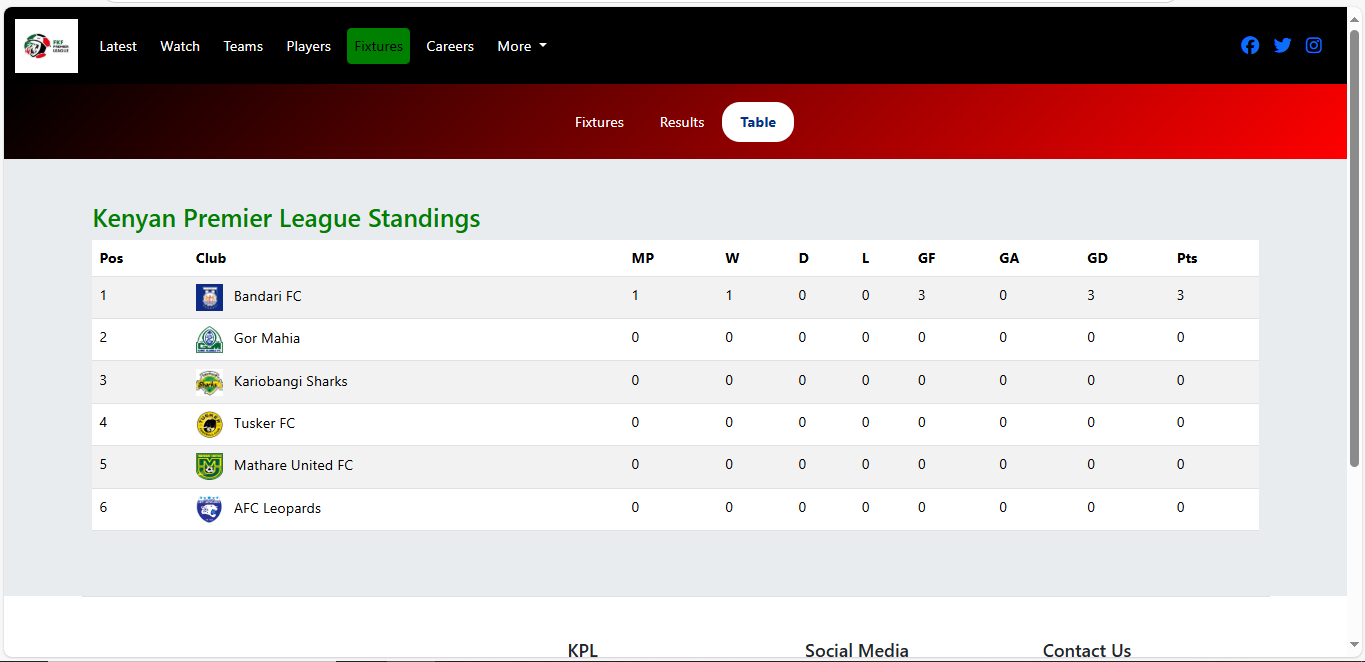 FKF PREMIER LEAGUE Latest Watch Teams Players Fixtures Careers More
Fixtures Results Table
Kenyan Premier League Standings
Pos Club MP W D L GF GA GD Pts
1 Bandari FC 1 1 0 0 3 0 3 3
2 Gor Mahia 0 0 0 0 0 0 0 0
3 Kariobangi Sharks 0 0 0 0 0 0 0 0
4 Tusker FC 0 0 0 0 0 0 0 0
5 Mathare United FC 0 0 0 0 0 0 0 0
6 AFC Leopards 0 0 0 0 0 0 0 0
KPL Social Media Contact Us